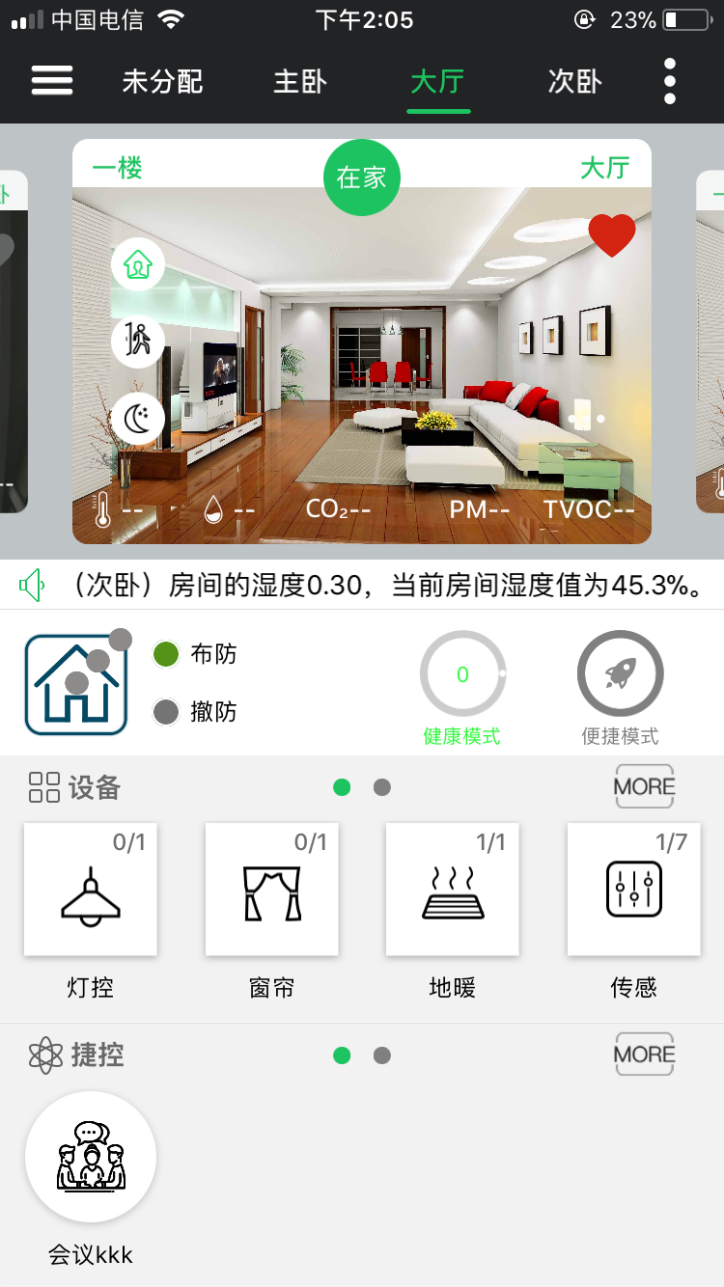 中国电信 下午2:05 23%
未分配 主卧 大厅 次卧
一楼 在家 大厅
卧
-- -- CO₂-- PM-- TVOC--
（次卧）房间的湿度0.30，当前房间湿度值为45.3%。
布防
撤防
0
健康模式 便捷模式
设备 MORE
0/1 0/1 1/1 1/7
灯控 窗帘 地暖 传感
捷控 MORE
会议kkk